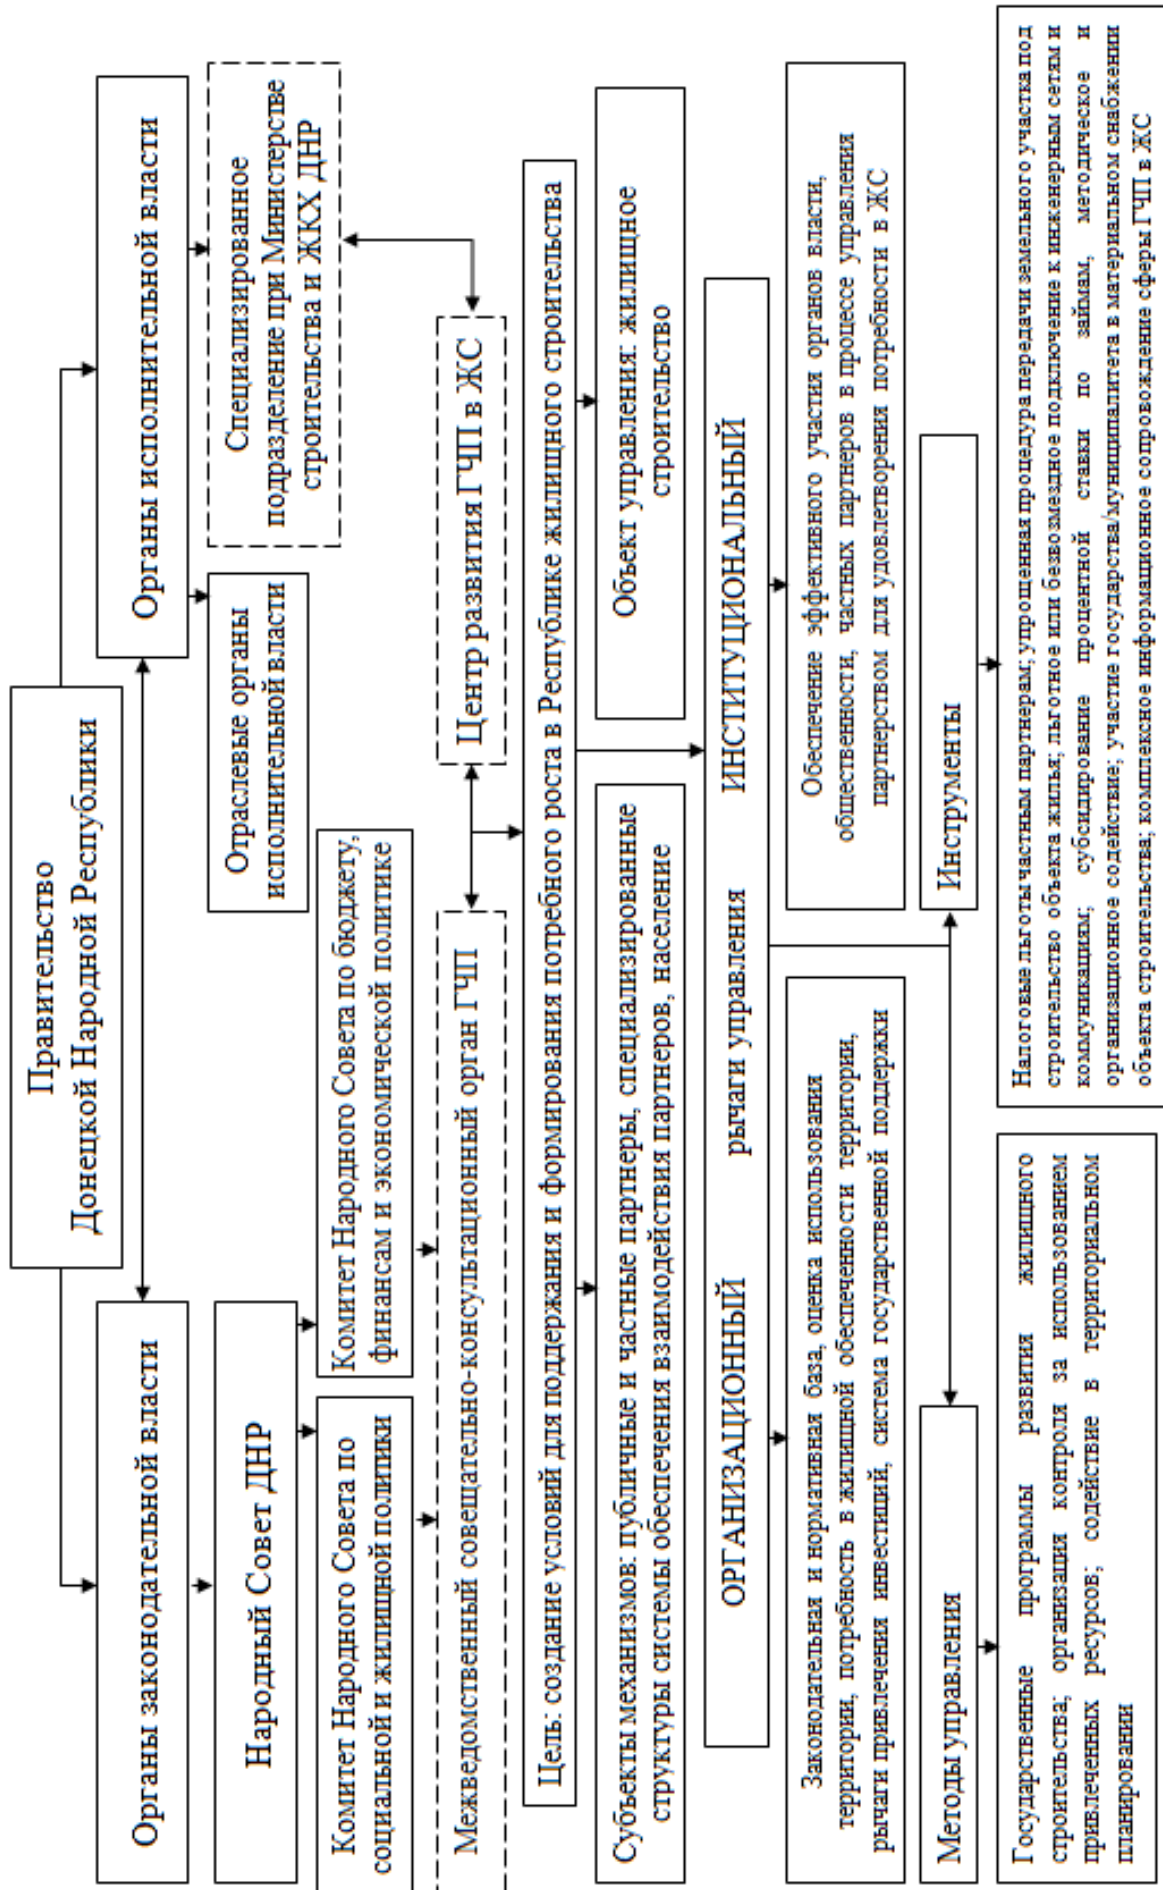 Правительство
Донецкой Народной Республики
Органы законодательной власти
Органы исполнительной власти
Народный Совет ДНР
Отраслевые органы
исполнительной власти
Специализированное
подразделение при Министерстве
строительства и ЖКХ ДНР
Комитет Народного Совета по
социальной и жилищной политики
Комитет Народного Совета по бюджету,
финансам и экономической политике
Межведомственный совещательно-консультационный орган ГЧП
Центр развития ГЧП в ЖС
Цель: создание условий для поддержания и формирования потребного роста в Республике жилищного строительства
Субъекты механизмов: публичные и частные партнеры, специализированные
структуры системы обеспечения взаимодействия партнеров, население
Объект управления: жилищное
строительство
ОРГАНИЗАЦИОННЫЙ рычаги управления ИНСТИТУЦИОНАЛЬНЫЙ
Законодательная и нормативная база, оценка использования
территории, потребность в жилищной обеспеченности территории,
рычаги привлечения инвестиций, система государственной поддержки
Обеспечение эффективного участия органов власти,
общественности, частных партнеров в процессе управления
партнерством для удовлетворения потребности в ЖС
Методы управления
Инструменты
Государственные программы развития жилищного
строительства; организация контроля за использованием
привлеченных ресурсов; содействие в территориальном
планировании
Налоговые льготы частным партнерам; упрощенная процедура передачи земельного участка под
строительство объекта жилья; льготное или безвозмездное подключение к инженерным сетям и
коммуникациям; субсидирование процентной ставки по займам, методическое и
организационное содействие; участие государства/муниципалитета в материальном снабжении
объекта строительства; комплексное информационное сопровождение сферы ГЧП в ЖС